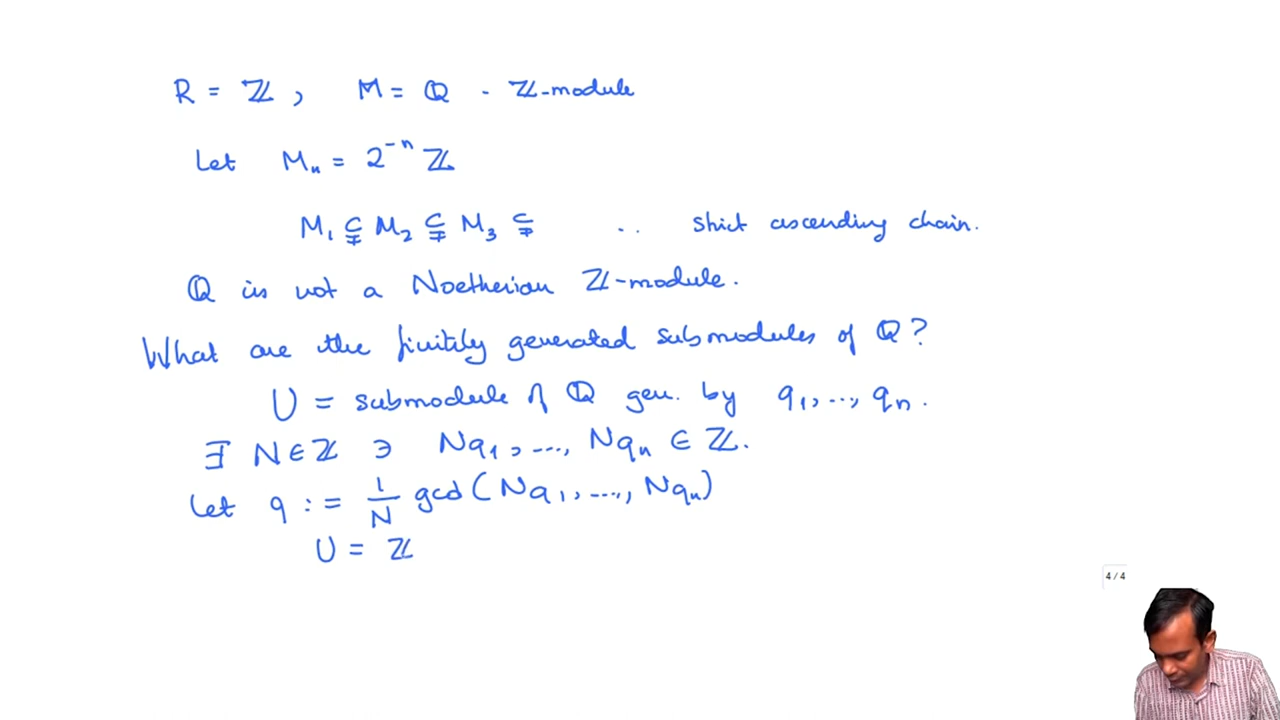 R = ℤ, M = ℚ - ℤ-module
Let Mₙ = 2⁻ⁿ ℤ
M₁ ⊊ M₂ ⊊ M₃ ⊊ .. strict ascending chain.
ℚ is not a Noetherian ℤ-module.
What are the finitely generated submodules of ℚ?
U = submodule of ℚ gen. by q₁, ..., qₙ.
∃ N ∈ ℤ ∋ Nq₁, ..., Nqₙ ∈ ℤ.
Let q := 1/N gcd(Nq₁, ..., Nqₙ)
U = ℤ
4/4